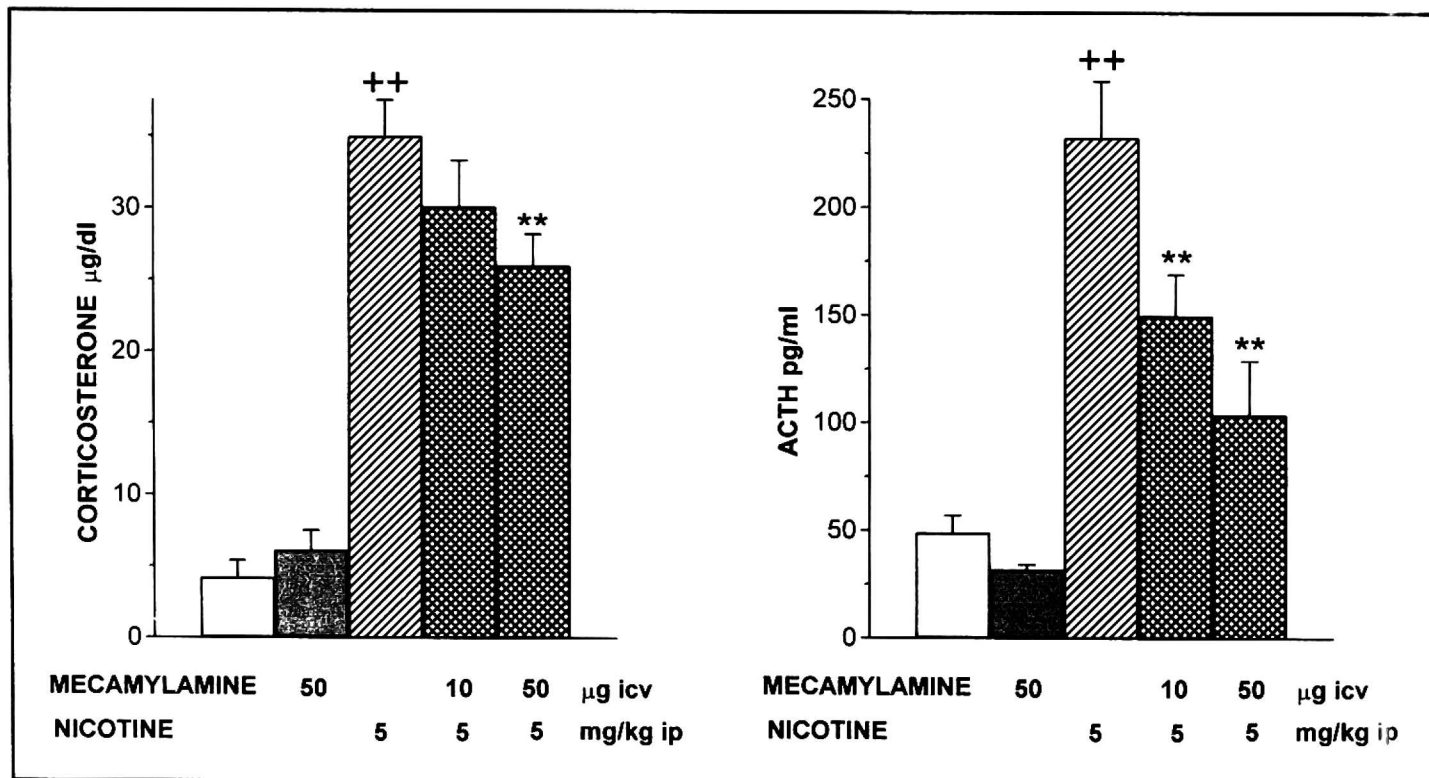 ++
30
20
10
0
CORTICOSTERONE μg/dl
**
MECAMYLAMINE 50 10 50 μg icv
NICOTINE 5 5 5 mg/kg ip
++
250
200
150
100
50
0
ACTH pg/ml
**
**
MECAMYLAMINE 50 10 50 μg icv
NICOTINE 5 5 5 mg/kg ip